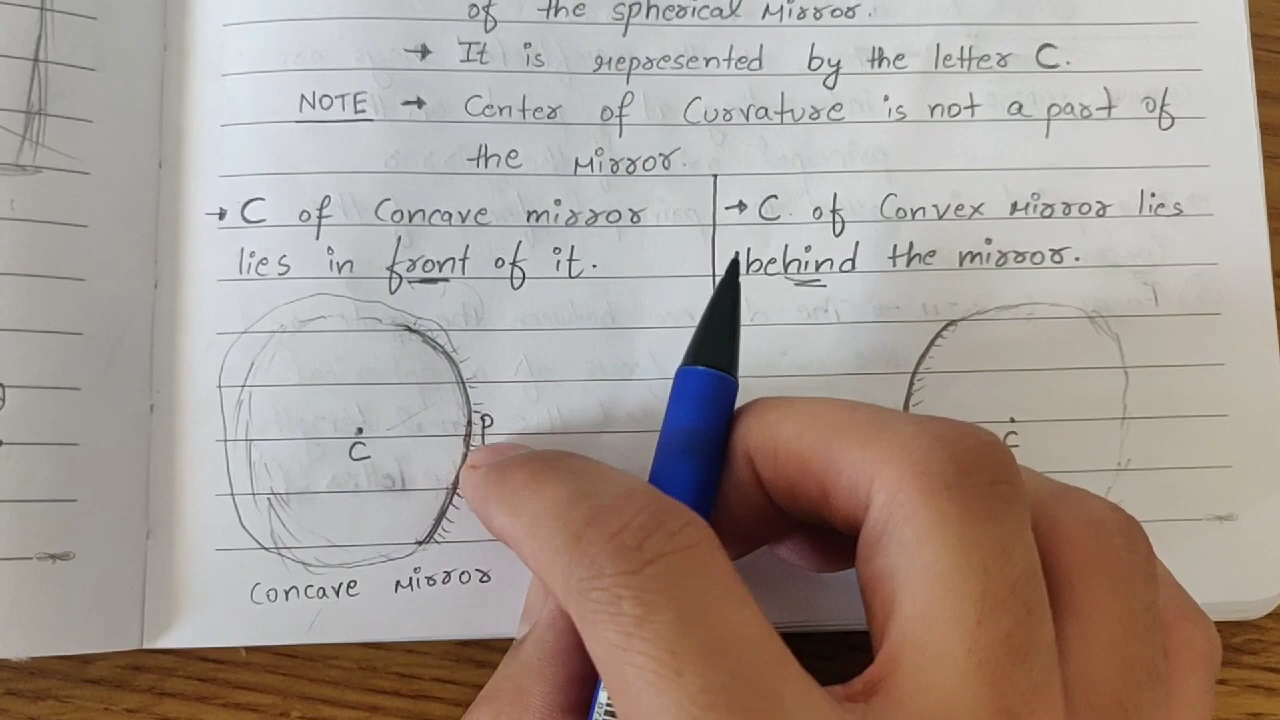 of the spherical Mirror.
→ It is represented by the letter C.
NOTE → Center of Curvature is not a part of
the Mirror.
→ C of Concave mirror
lies in front of it.
→ C. of Convex Mirror lies
behind the mirror.
C
P
C
Concave Mirror